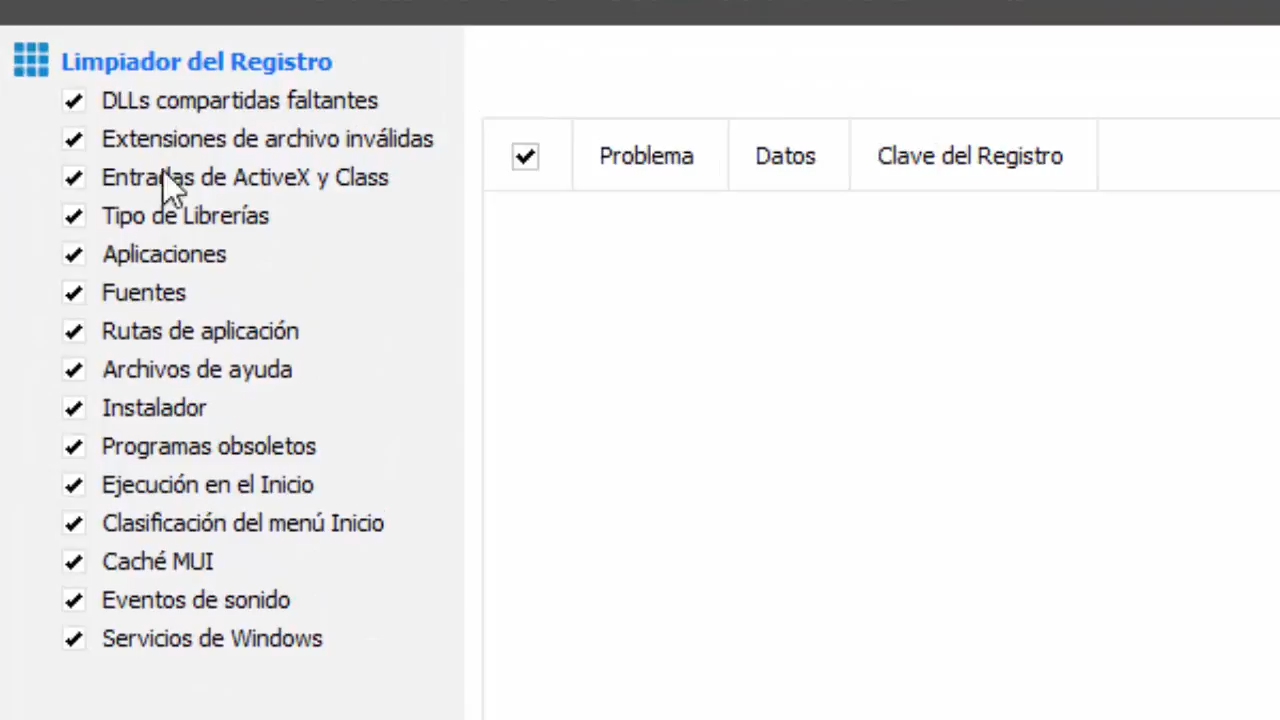 Limpiador del Registro
DLLs compartidas faltantes
Extensiones de archivo inválidas
Entradas de ActiveX y Class
Tipo de Librerías
Aplicaciones
Fuentes
Rutas de aplicación
Archivos de ayuda
Instalador
Programas obsoletos
Ejecución en el Inicio
Clasificación del menú Inicio
Caché MUI
Eventos de sonido
Servicios de Windows
Problema Datos Clave del Registro